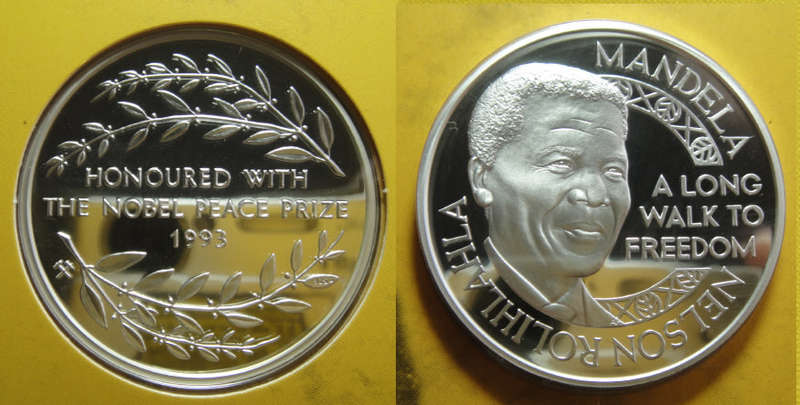 HONOURED WITH
THE NOBEL PEACE PRIZE
1993
NELSON ROLIHLAHLA
MANDELA
A LONG
WALK TO
FREEDOM